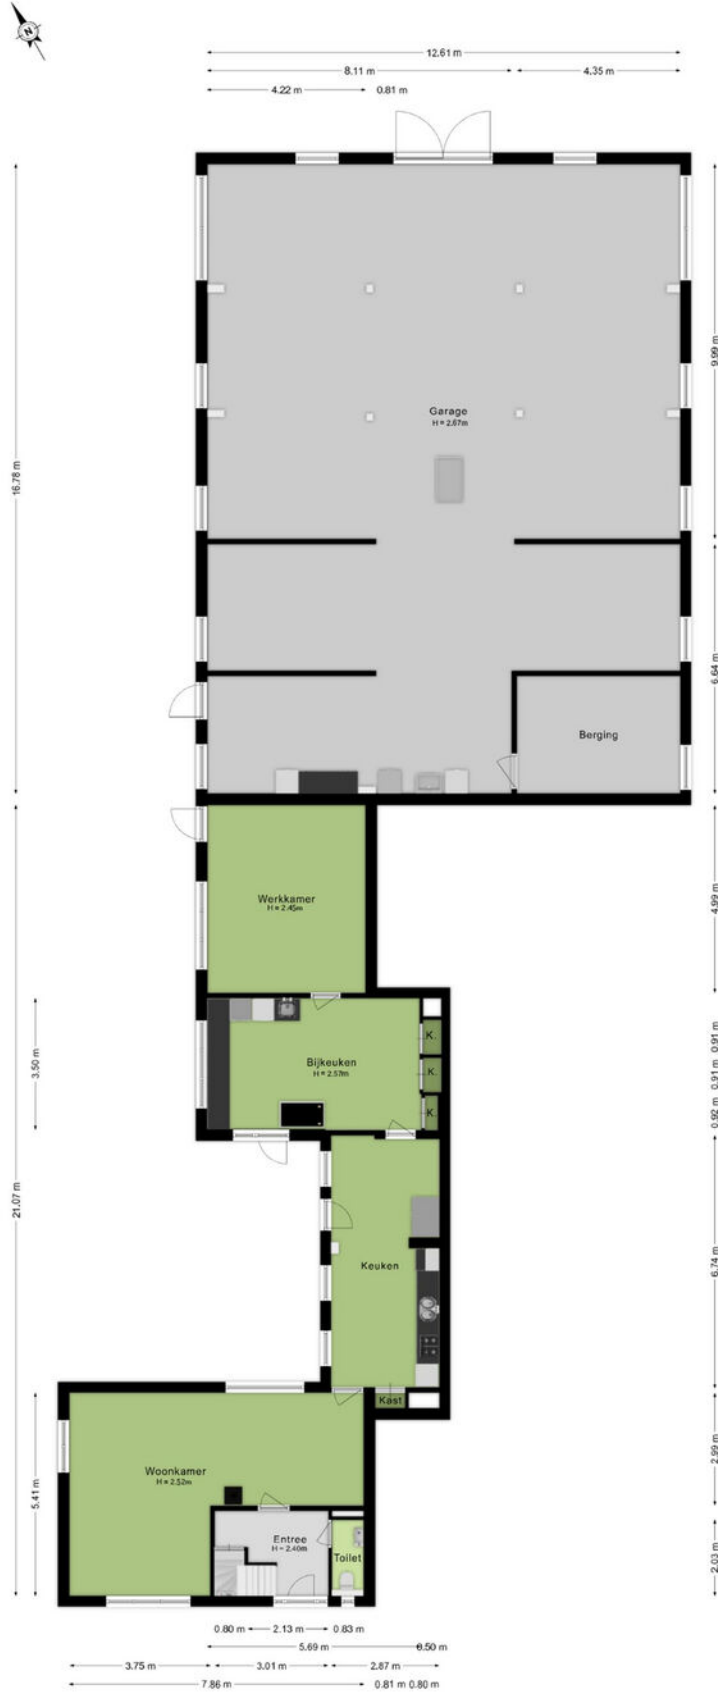 N
12.61 m
8.11 m
4.35 m
4.22 m
0.81 m
16.78 m
9.99 m
Garage
H = 2.67m
6.64 m
Berging
Werkkamer
H = 2.45m
4.99 m
3.50 m
Bijkeuken
H = 2.57m
K.
K.
K.
0.91 m
0.91 m
0.92 m
21.07 m
Keuken
6.74 m
Kast
Woonkamer
H = 2.52m
5.41 m
2.99 m
Entree
H = 2.40m
Toilet
2.03 m
0.80 m
2.13 m
0.83 m
5.69 m
0.50 m
3.75 m
3.01 m
2.87 m
7.86 m
0.81 m
0.80 m